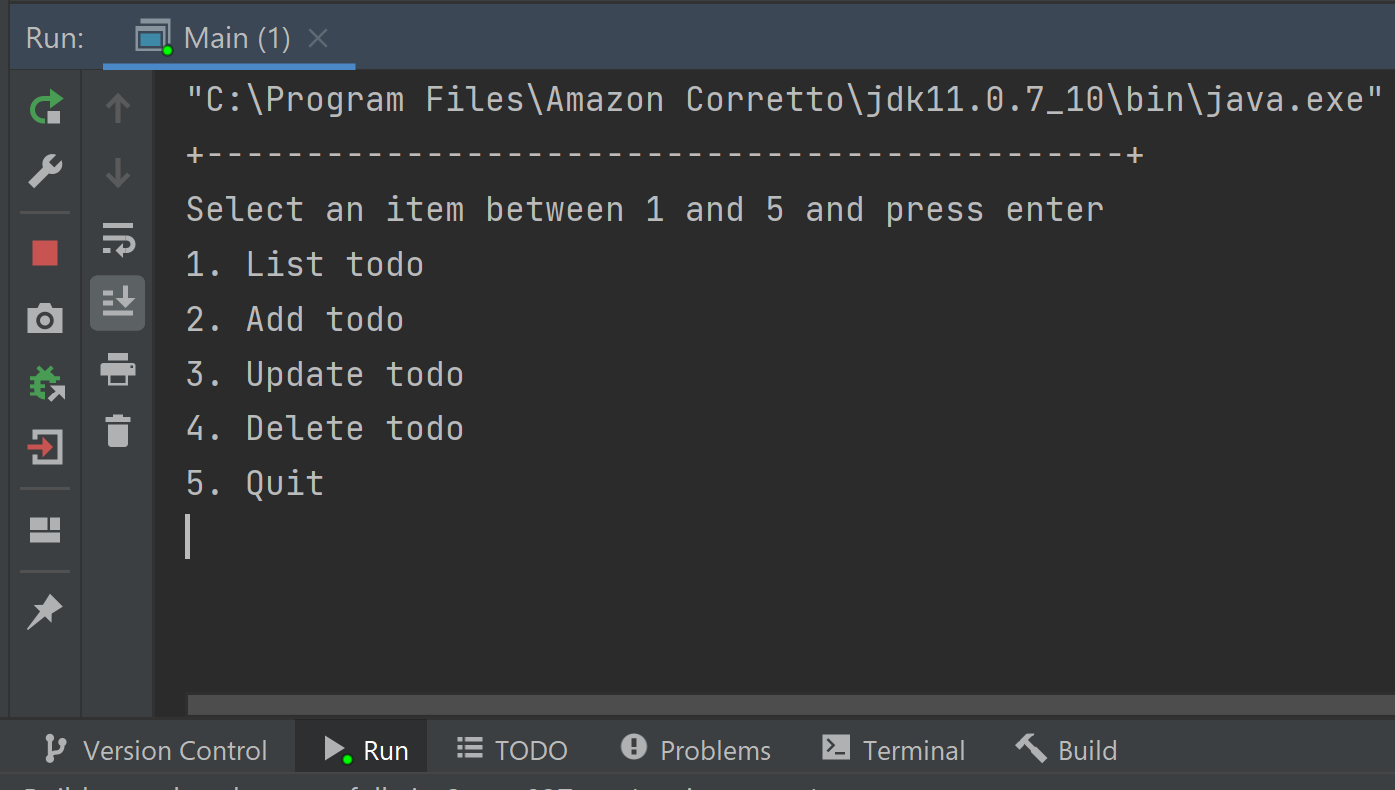 Run: Main (1)
"C:\Program Files\Amazon Corretto\jdk11.0.7_10\bin\java.exe"
+----------------------------------------------+
Select an item between 1 and 5 and press enter
1. List todo
2. Add todo
3. Update todo
4. Delete todo
5. Quit
Version Control Run TODO Problems Terminal Build